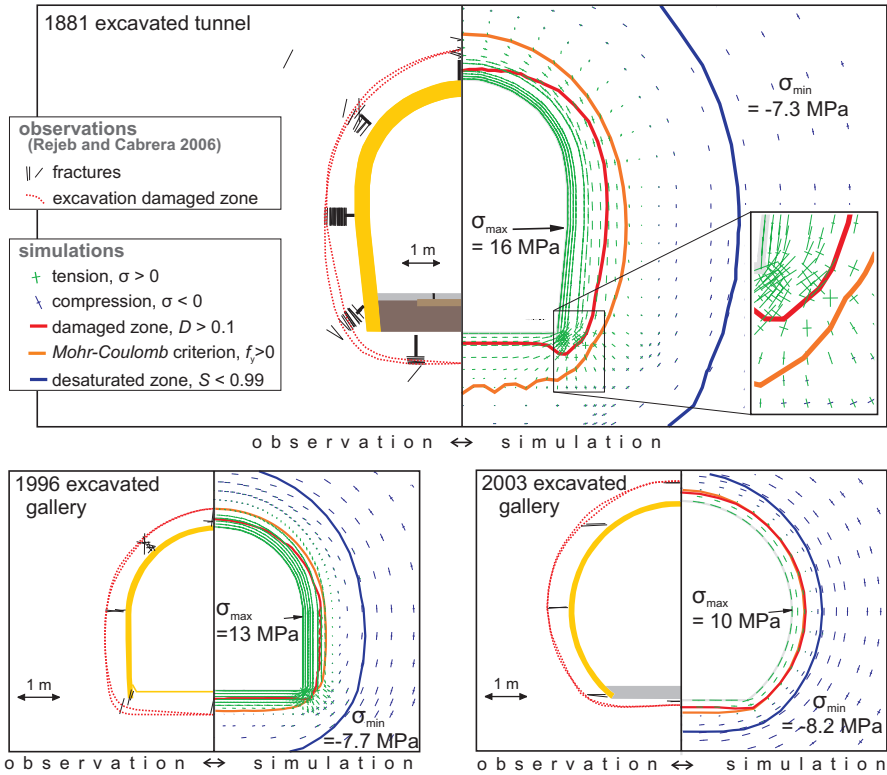 1881 excavated tunnel
observations
(Rejeb and Cabrera 2006)
fractures
excavation damaged zone
simulations
tension, σ > 0
compression, σ < 0
damaged zone, D > 0.1
Mohr-Coulomb criterion, fy>0
desaturated zone, S < 0.99
1 m
σmax
= 16 MPa
σmin
= -7.3 MPa
observation ↔ simulation
1996 excavated
gallery
σmax
=13 MPa
1 m
σmin
=-7.7 MPa
observation ↔ simulation
2003 excavated
gallery
σmax
= 10 MPa
1 m
σmin
= -8.2 MPa
observation ↔ simulation